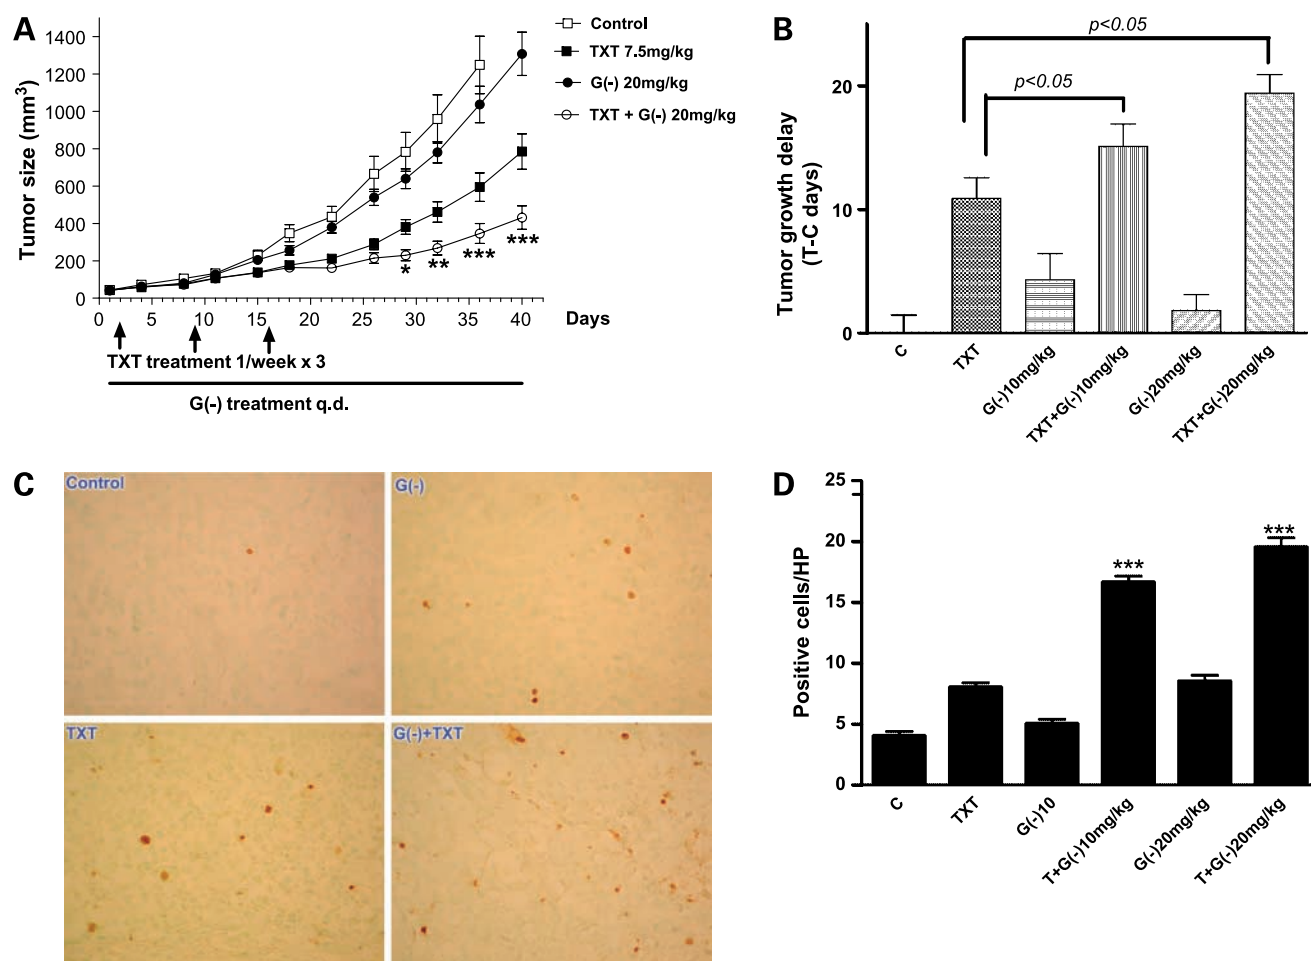 A
Tumor size (mm3)
1400
1200
1000
800
600
400
200
0
0 5 10 15 20 25 30 35 40 Days
Control
TXT 7.5mg/kg
G(-) 20mg/kg
TXT + G(-) 20mg/kg
* ** *** ***
TXT treatment 1/week x 3
G(-) treatment q.d.
B
Tumor growth delay
(T-C days)
20
10
0
p<0.05
p<0.05
C
TXT
G(-)10mg/kg
TXT+G(-)10mg/kg
G(-)20mg/kg
TXT+G(-)20mg/kg
C
Control
G(-)
TXT
G(-)+TXT
D
Positive cells/HP
25
20
15
10
5
0
***
***
C
TXT
G(-)10
T+G(-)10mg/kg
G(-)20mg/kg
T+G(-)20mg/kg